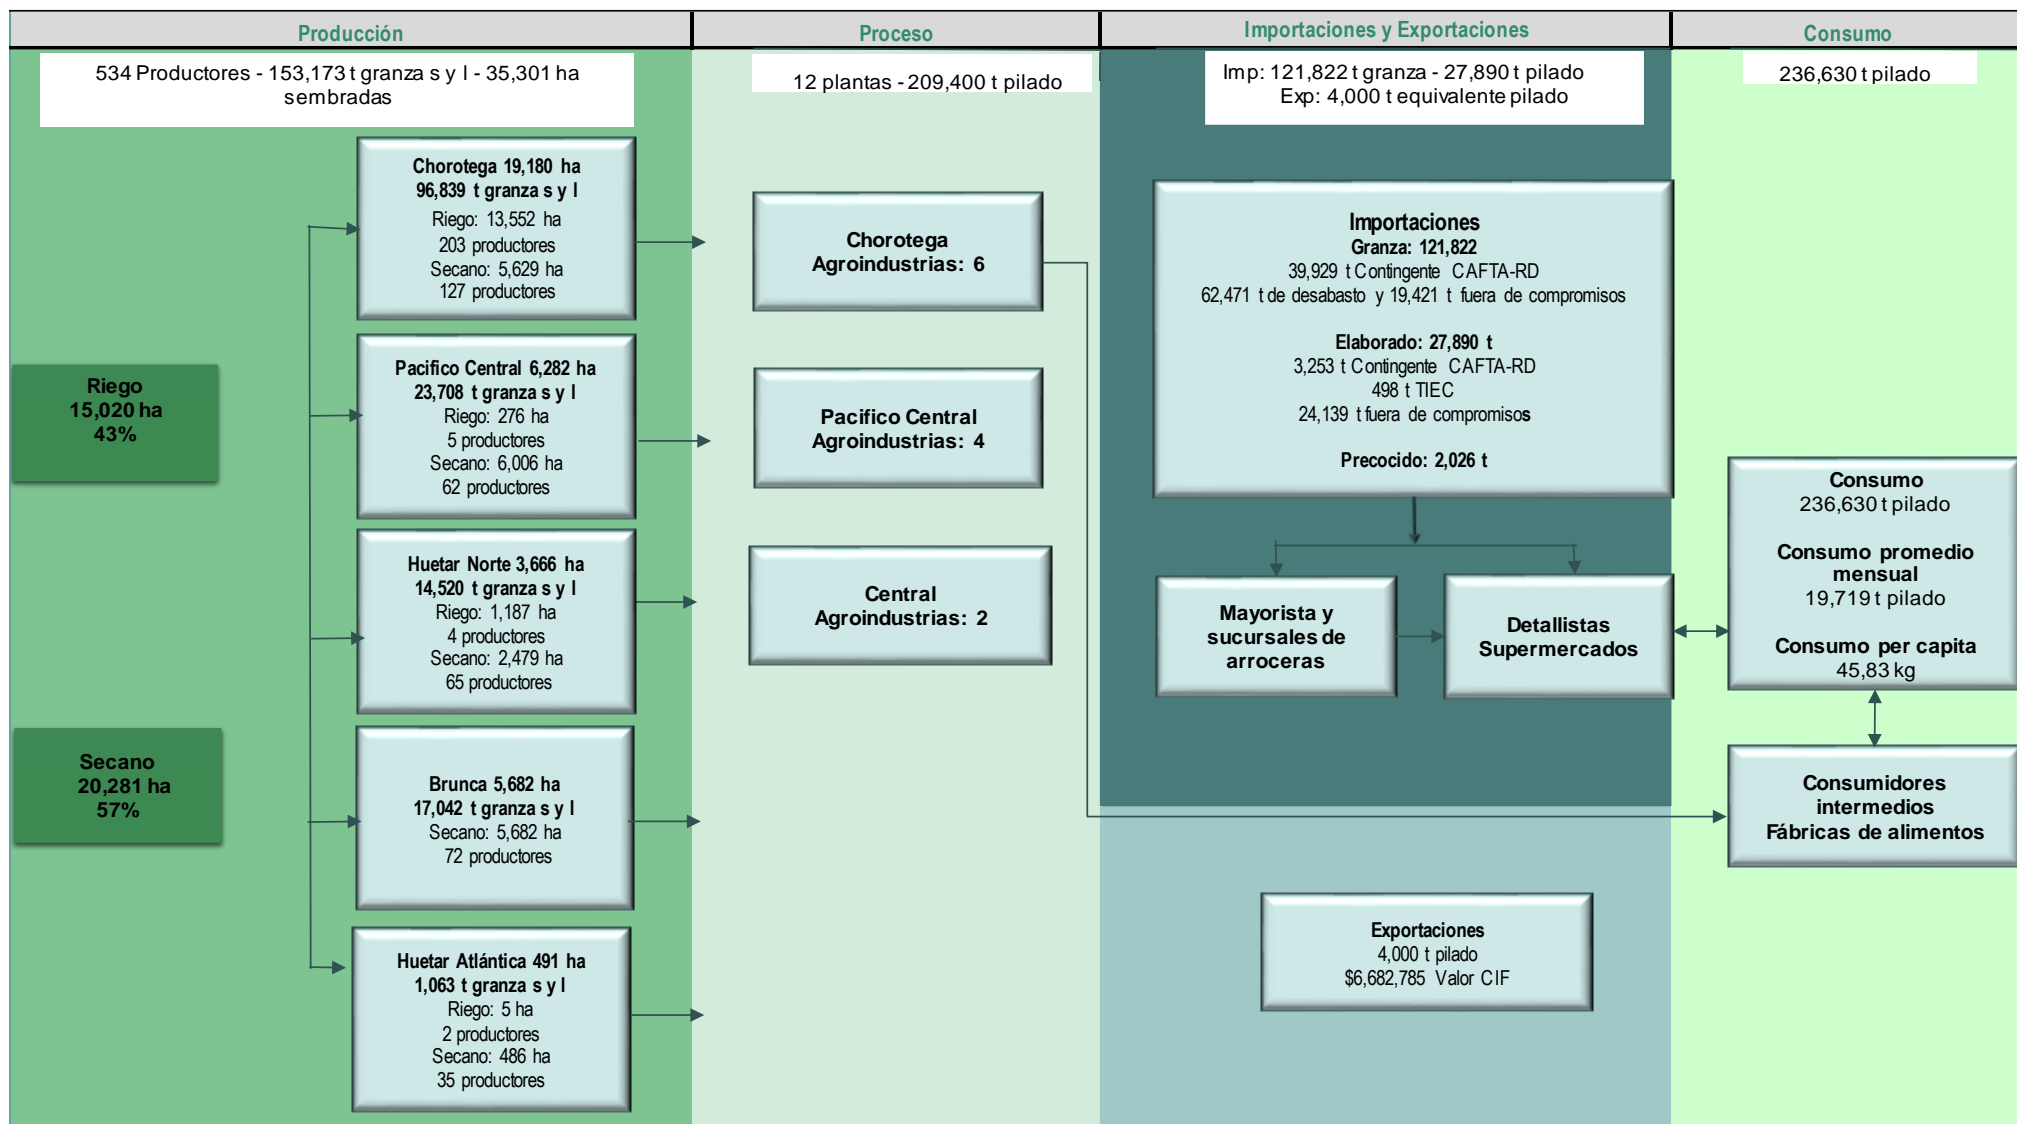 Producción
Proceso
Importaciones y Exportaciones
Consumo
534 Productores - 153,173 t granza s y l - 35,301 ha
sembradas
12 plantas - 209,400 t pilado
Imp: 121,822 t granza - 27,890 t pilado
Exp: 4,000 t equivalente pilado
236,630 t pilado
Riego
15,020 ha
43%
Secano
20,281 ha
57%
Chorotega 19,180 ha
96,839 t granza s y l
Riego: 13,552 ha
203 productores
Secano: 5,629 ha
127 productores
Pacifico Central 6,282 ha
23,708 t granza s y l
Riego: 276 ha
5 productores
Secano: 6,006 ha
62 productores
Huetar Norte 3,666 ha
14,520 t granza s y l
Riego: 1,187 ha
4 productores
Secano: 2,479 ha
65 productores
Brunca 5,682 ha
17,042 t granza s y l
Secano: 5,682 ha
72 productores
Huetar Atlántica 491 ha
1,063 t granza s y l
Riego: 5 ha
2 productores
Secano: 486 ha
35 productores
Chorotega
Agroindustrias: 6
Pacifico Central
Agroindustrias: 4
Central
Agroindustrias: 2
Importaciones
Granza: 121,822
39,929 t Contingente CAFTA-RD
62,471 t de desabasto y 19,421 t fuera de compromisos
Elaborado: 27,890 t
3,253 t Contingente CAFTA-RD
498 t TIEC
24,139 t fuera de compromisos
Precocido: 2,026 t
Mayorista y
sucursales de
arroceras
Detallistas
Supermercados
Exportaciones
4,000 t pilado
$6,682,785 Valor CIF
Consumo
236,630 t pilado
Consumo promedio
mensual
19,719 t pilado
Consumo per capita
45,83 kg
Consumidores
intermedios
Fábricas de alimentos